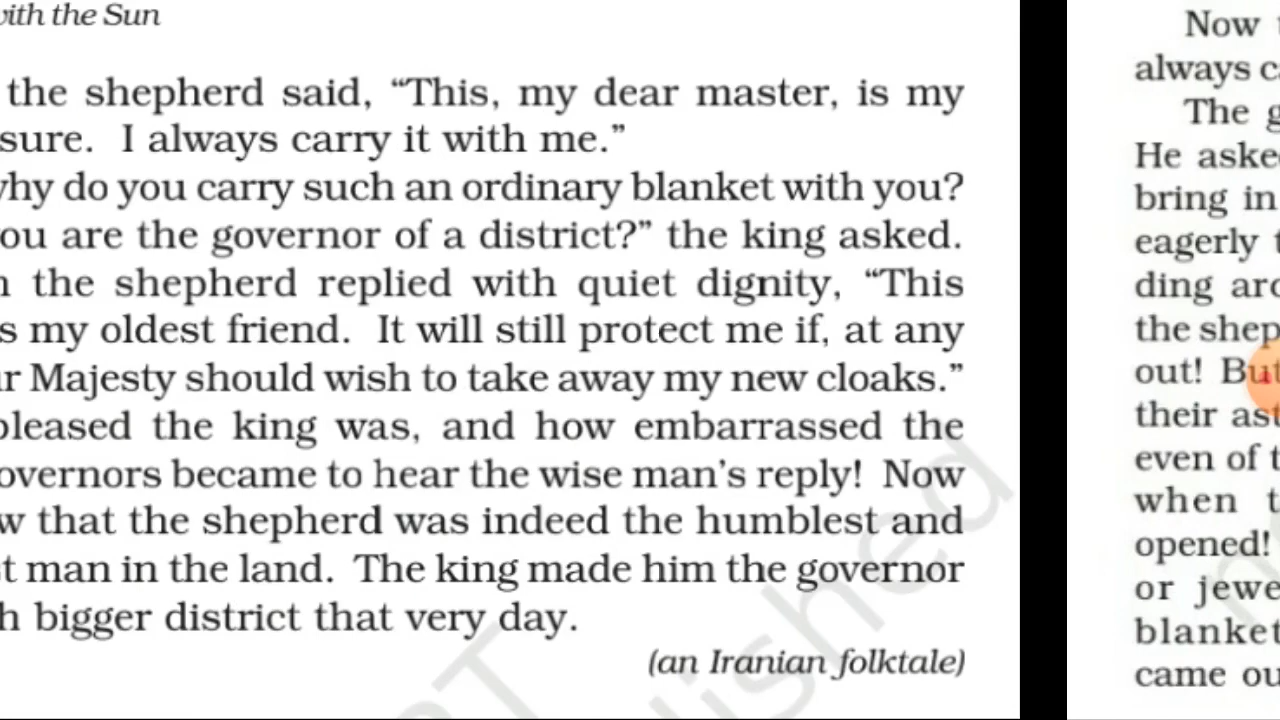 with the Sun
the shepherd said, “This, my dear master, is my
sure. I always carry it with me.”
why do you carry such an ordinary blanket with you?
you are the governor of a district?” the king asked.
the shepherd replied with quiet dignity, “This
s my oldest friend. It will still protect me if, at any
r Majesty should wish to take away my new cloaks.”
pleased the king was, and how embarrassed the
overnors became to hear the wise man’s reply! Now
w that the shepherd was indeed the humblest and
t man in the land. The king made him the governor
h bigger district that very day.
(an Iranian folktale)
Now
always c
The g
He aske
bring in
eagerly
ding arc
the shep
out! But
their ast
even of t
when t
opened!
or jewe
blanket
came ou